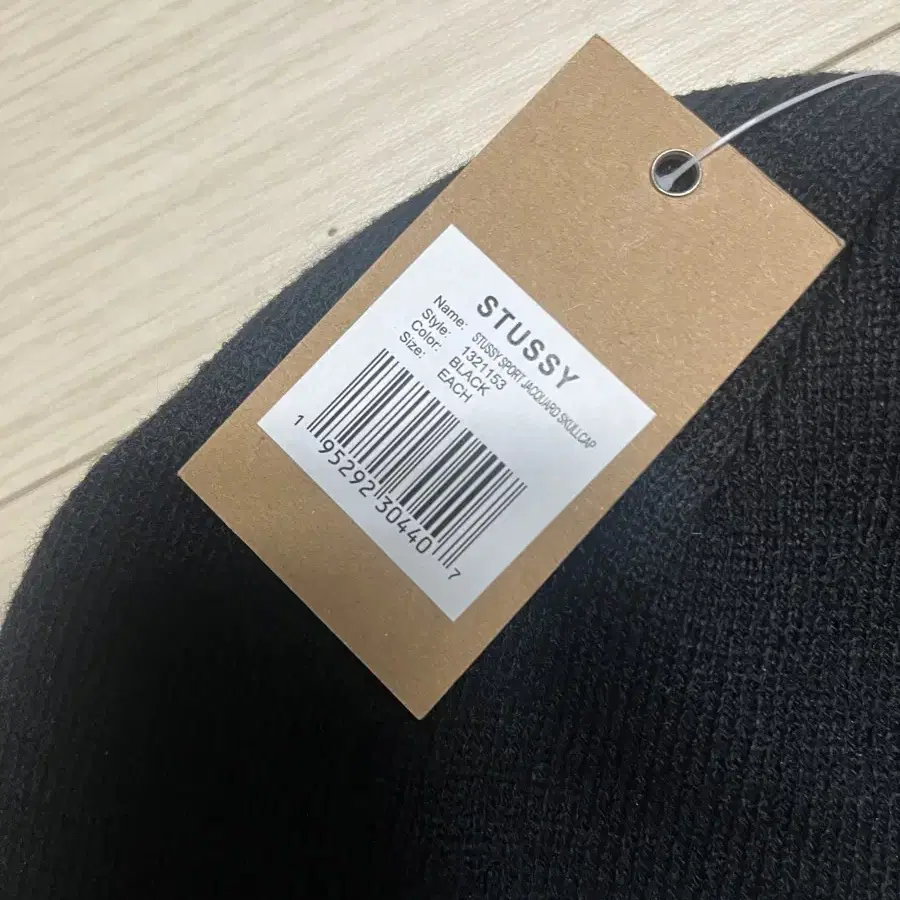 STUSSY
Name: STUSSY SPORT JACQUARD SKULLCAP
Style: 1321153
Color: BLACK
Size: EACH
1 95292 30440 7